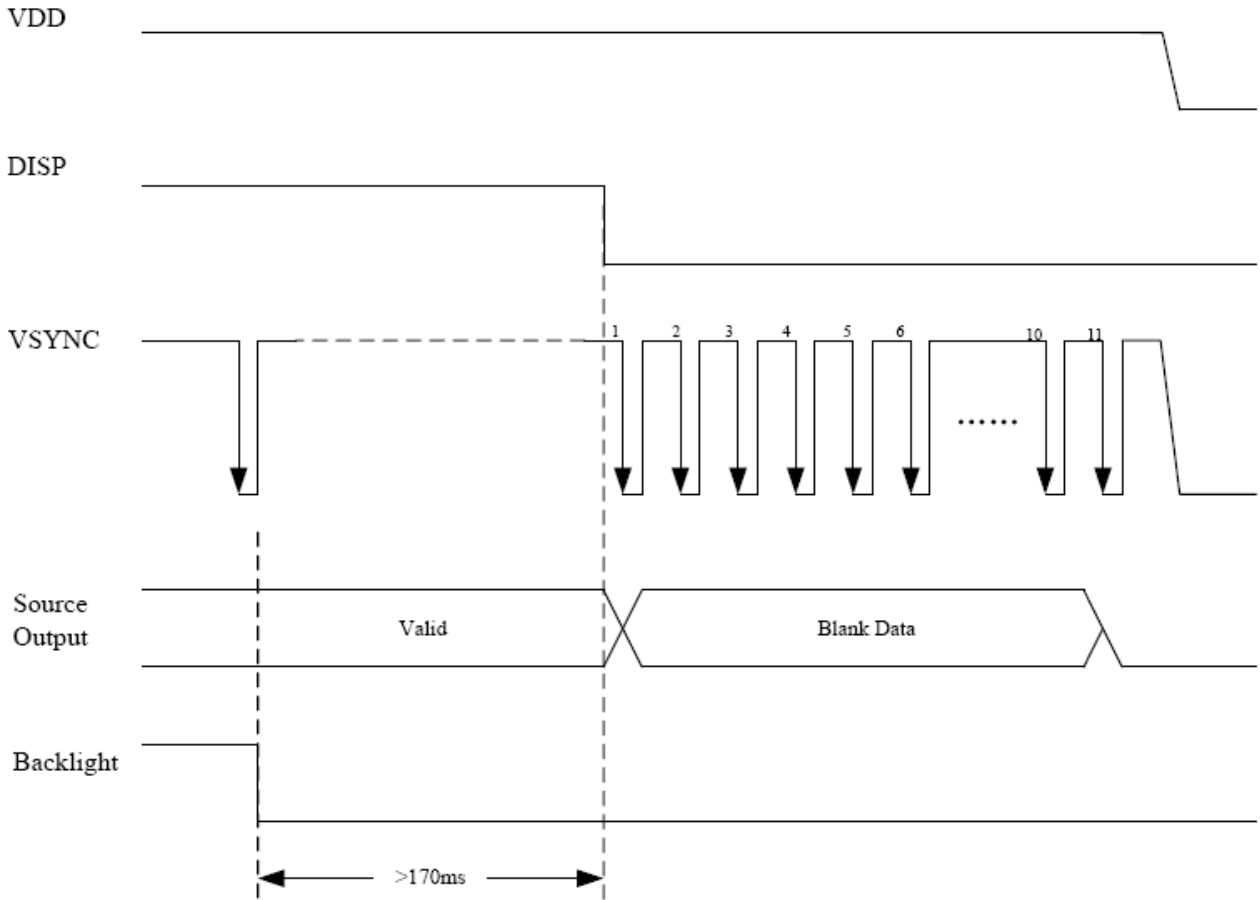 VDD
DISP
VSYNC
1 2 3 4 5 6 10 11
......
Source
Output
Valid
Blank Data
Backlight
>170ms